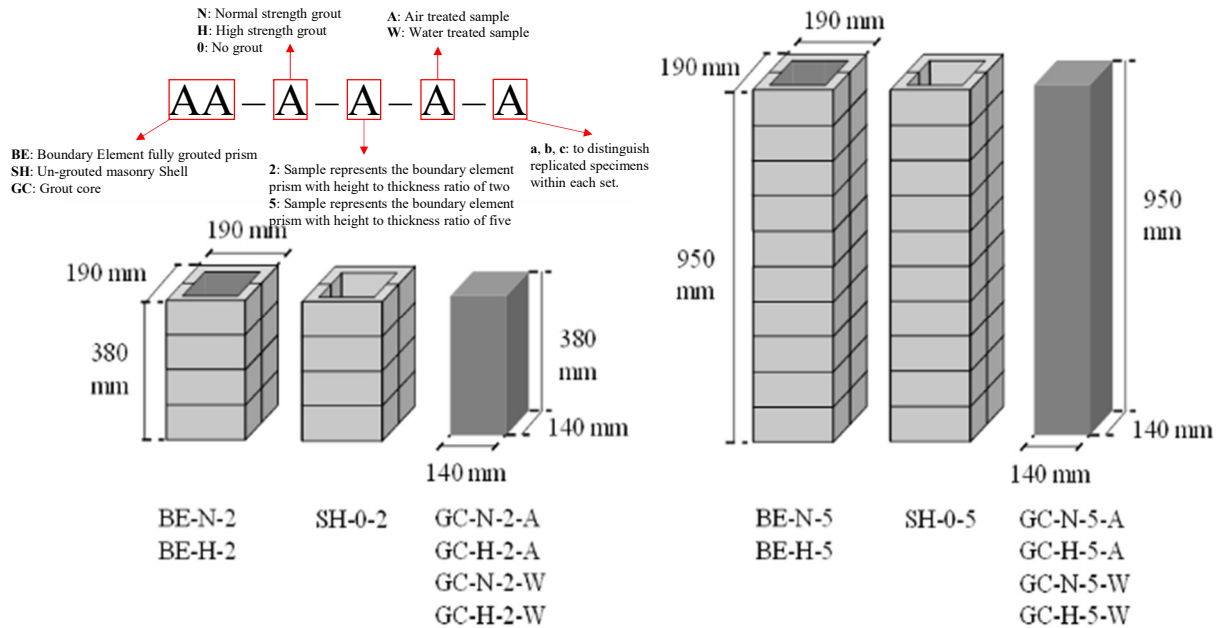 N: Normal strength grout
H: High strength grout
0: No grout
A: Air treated sample
W: Water treated sample
AA – A – A – A – A
BE: Boundary Element fully grouted prism
SH: Un-grouted masonry Shell
GC: Grout core
2: Sample represents the boundary element
prism with height to thickness ratio of two
5: Sample represents the boundary element
prism with height to thickness ratio of five
a, b, c: to distinguish
replicated specimens
within each set.
190 mm
190 mm
380
mm
380
mm
140 mm
140 mm
BE-N-2
BE-H-2
SH-0-2
GC-N-2-A
GC-H-2-A
GC-N-2-W
GC-H-2-W
190 mm
190 mm
950
mm
950
mm
140 mm
140 mm
BE-N-5
BE-H-5
SH-0-5
GC-N-5-A
GC-H-5-A
GC-N-5-W
GC-H-5-W